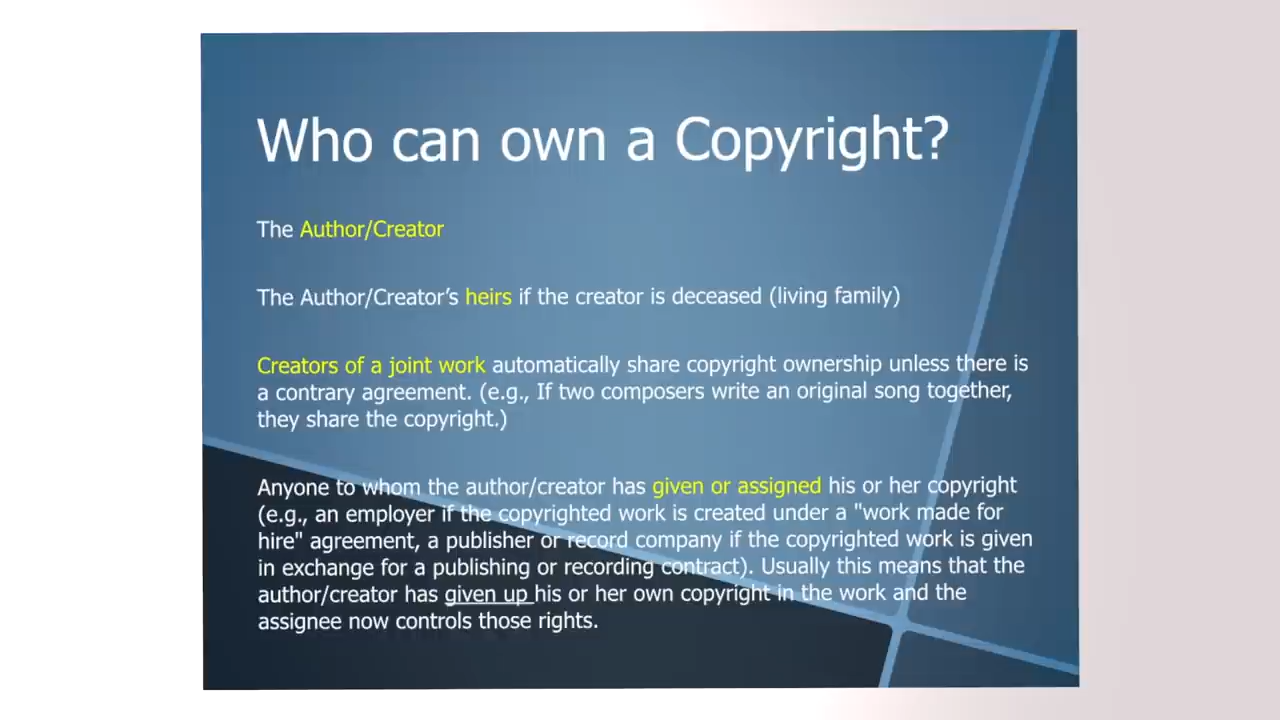 Who can own a Copyright?
The Author/Creator
The Author/Creator’s heirs if the creator is deceased (living family)
Creators of a joint work automatically share copyright ownership unless there is
a contrary agreement. (e.g., If two composers write an original song together,
they share the copyright.)
Anyone to whom the author/creator has given or assigned his or her copyright
(e.g., an employer if the copyrighted work is created under a "work made for
hire" agreement, a publisher or record company if the copyrighted work is given
in exchange for a publishing or recording contract). Usually this means that the
author/creator has given up his or her own copyright in the work and the
assignee now controls those rights.